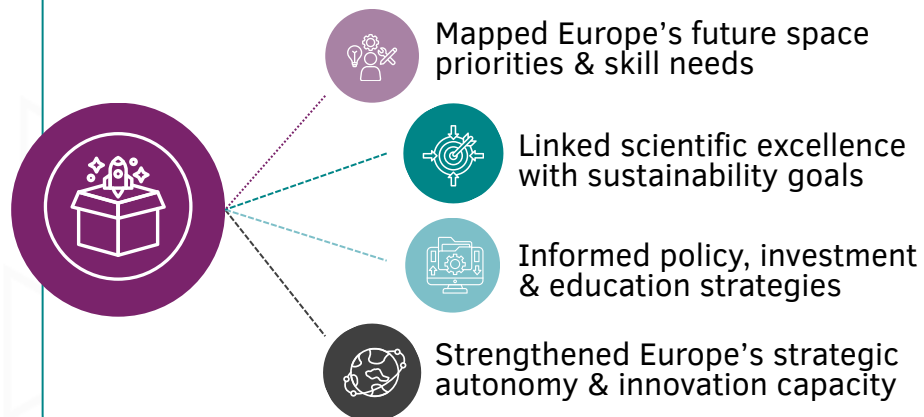 Mapped Europe’s future space
priorities & skill needs
Linked scientific excellence
with sustainability goals
Informed policy, investment
& education strategies
Strengthened Europe’s strategic
autonomy & innovation capacity